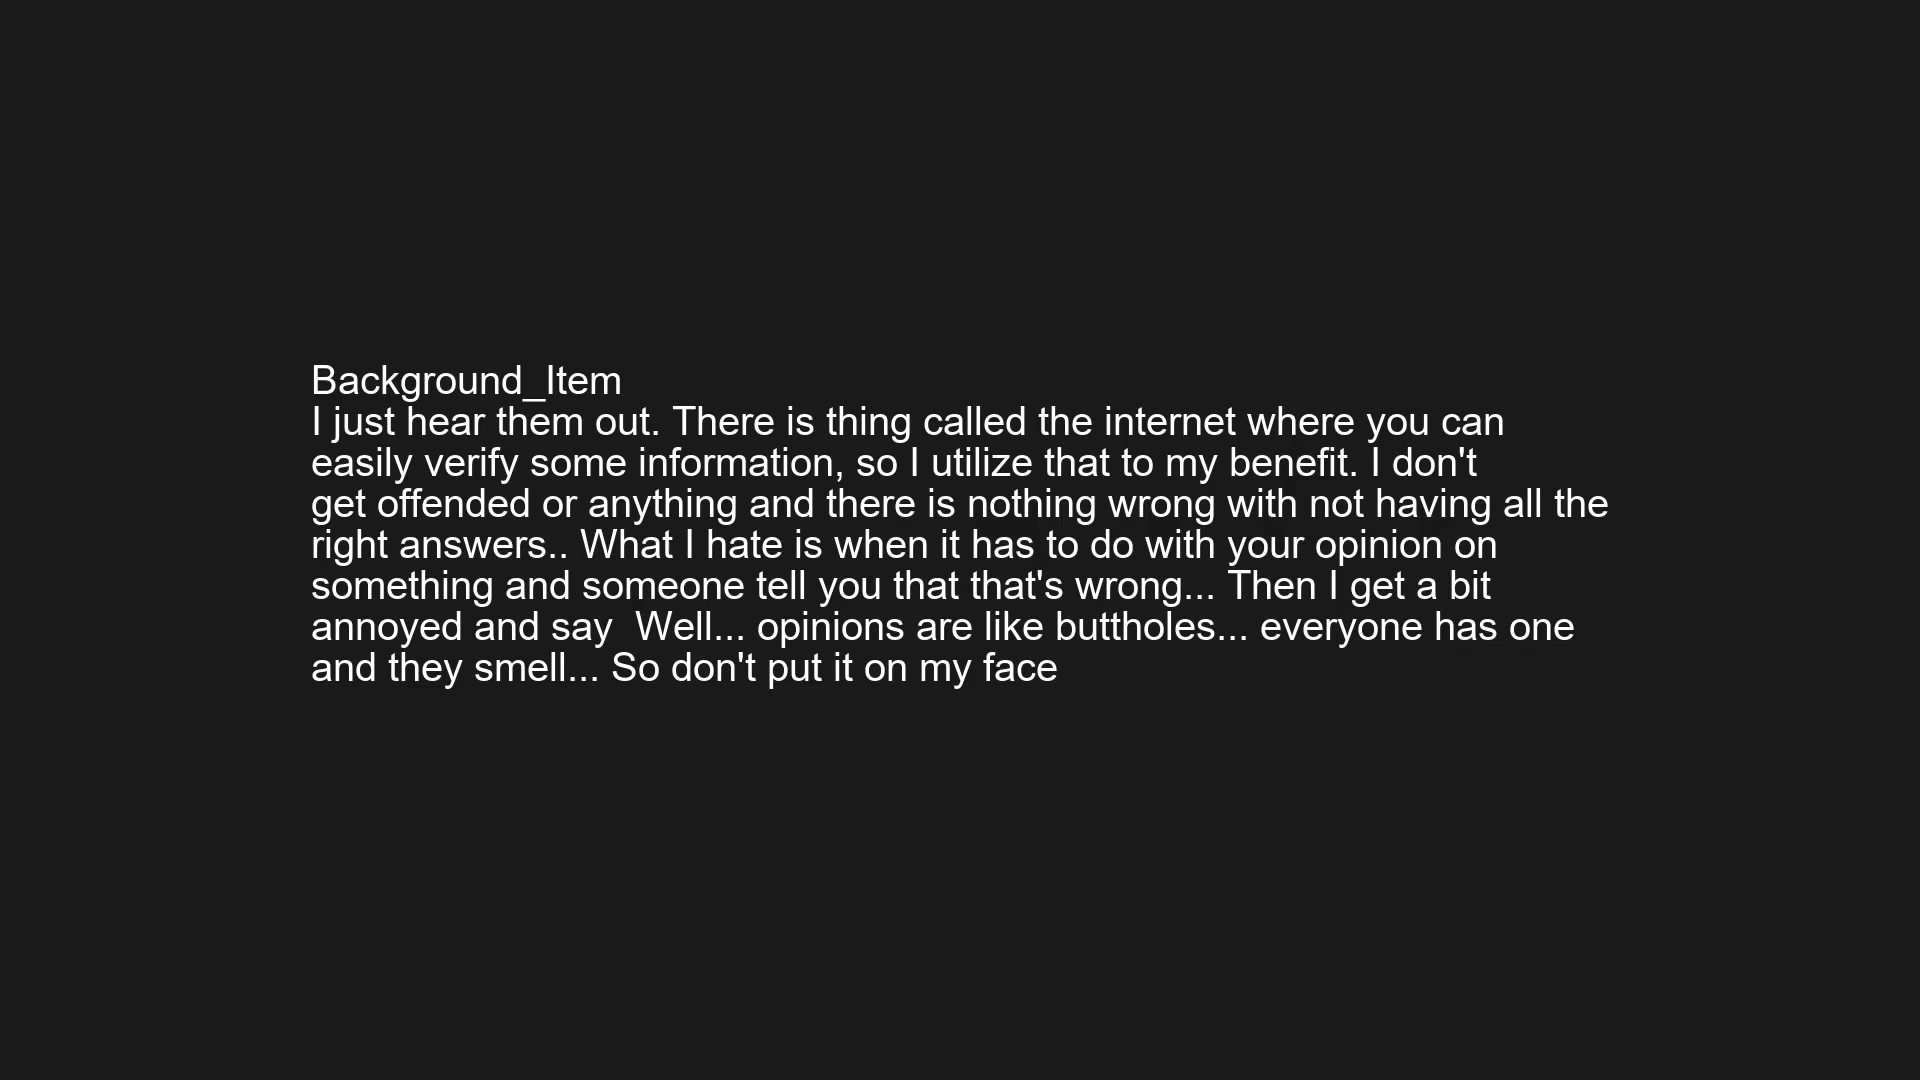 Background_Item
I just hear them out. There is thing called the internet where you can
easily verify some information, so I utilize that to my benefit. I don't
get offended or anything and there is nothing wrong with not having all the
right answers.. What I hate is when it has to do with your opinion on
something and someone tell you that that's wrong... Then I get a bit
annoyed and say  Well... opinions are like buttholes... everyone has one
and they smell... So don't put it on my face